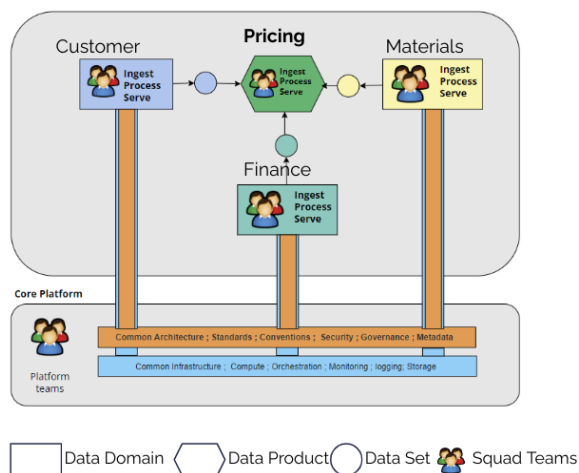 Pricing
Customer
Materials
Ingest
Process
Serve
Ingest
Process
Serve
Ingest
Process
Serve
Finance
Ingest
Process
Serve
Core Platform
Platform
teams
Common Architecture ; Standards ; Conventions ; Security ; Governance ; Metadata
Common Infrastructure ; Compute ; Orchestration ; Monitoring ; logging; Storage
Data Domain
Data Product
Data Set
Squad Teams